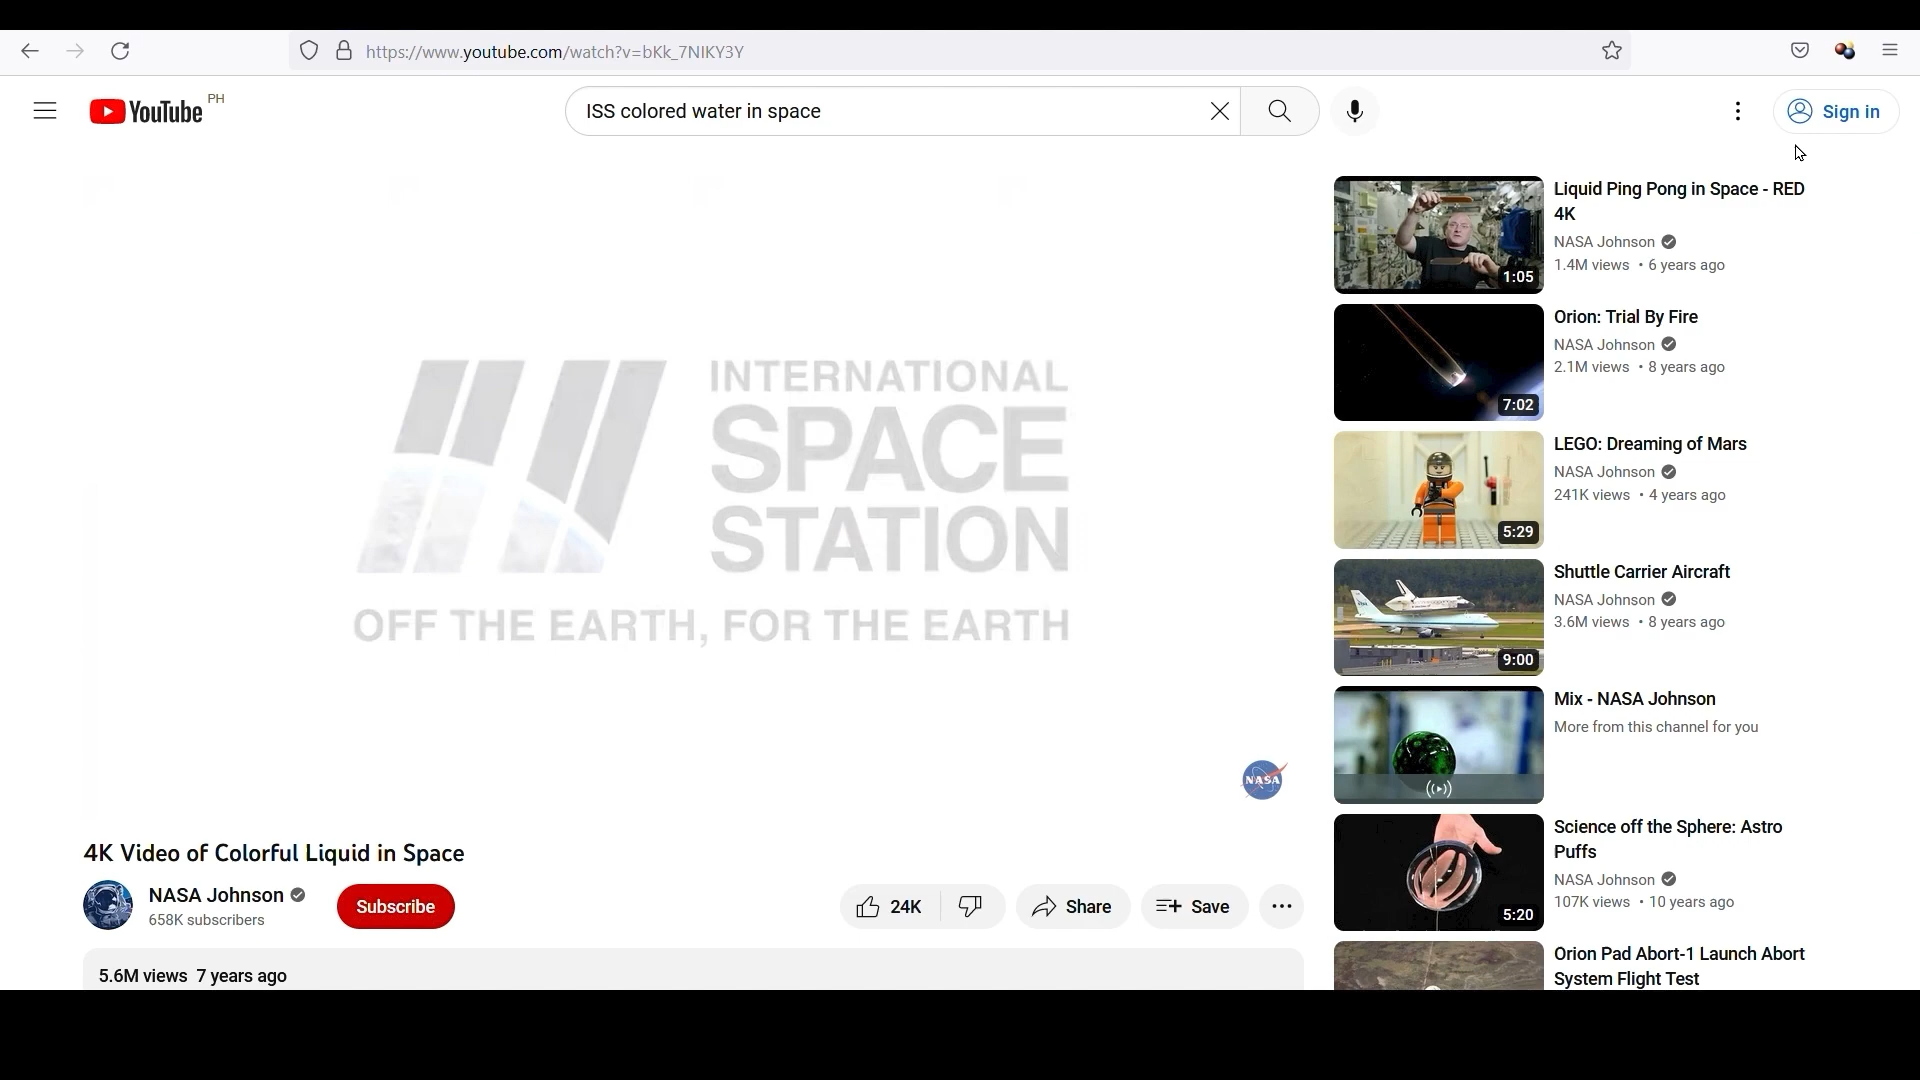 https://www.youtube.com/watch?v=bKk_7NIKY3Y
YouTube PH
ISS colored water in space
Sign in
INTERNATIONAL
SPACE
STATION
OFF THE EARTH, FOR THE EARTH
NASA
4K Video of Colorful Liquid in Space
NASA Johnson
658K subscribers
Subscribe
24K
Share
Save
5.6M views 7 years ago
1:05
Liquid Ping Pong in Space - RED
4K
NASA Johnson
1.4M views • 6 years ago
7:02
Orion: Trial By Fire
NASA Johnson
2.1M views • 8 years ago
5:29
LEGO: Dreaming of Mars
NASA Johnson
241K views • 4 years ago
9:00
Shuttle Carrier Aircraft
NASA Johnson
3.6M views • 8 years ago
Mix - NASA Johnson
More from this channel for you
5:20
Science off the Sphere: Astro
Puffs
NASA Johnson
107K views • 10 years ago
Orion Pad Abort-1 Launch Abort
System Flight Test